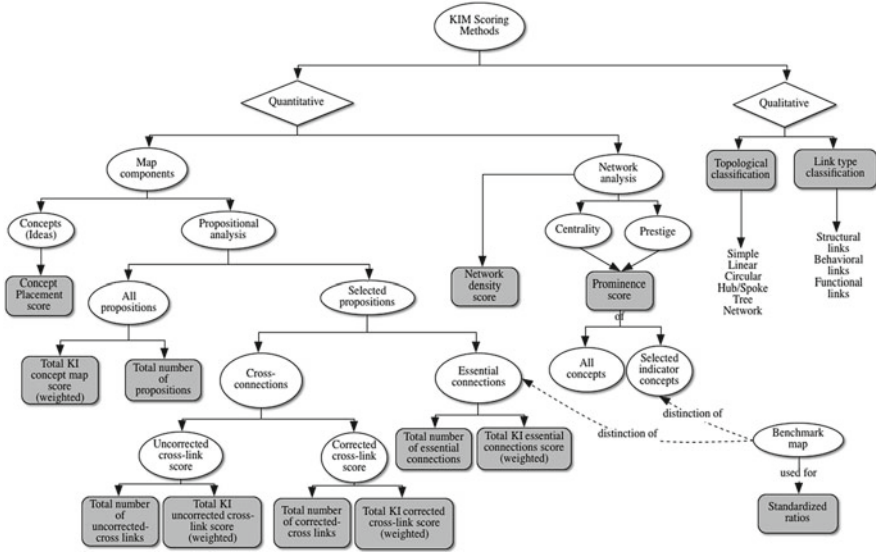 KIM Scoring
Methods
Quantitative
Qualitative
Map
components
Network
analysis
Topological
classification
Link type
classification
Concepts
(Ideas)
Propositional
analysis
Centrality
Prestige
Simple
Linear
Circular
Hub/Spoke
Tree
Network
Structural
links
Behavioral
links
Functional
links
Concept
Placement
score
All
propositions
Selected
propositions
Network
density
score
Prominence
score
of
Total KI
concept map
score
(weighted)
Total number
of
propositions
Cross-
connections
Essential
connections
All
concepts
Selected
indicator
concepts
distinction of
distinction of
Benchmark
map
Uncorrected
cross-link
score
Corrected
cross-link
score
Total number
of essential
connections
Total KI essential
connections score
(weighted)
used for
Standardized
ratios
Total number
of
uncorrected-
cross links
Total KI
uncorrected cross-
link score
(weighted)
Total number
of corrected-
cross links
Total KI corrected
cross-link score
(weighted)